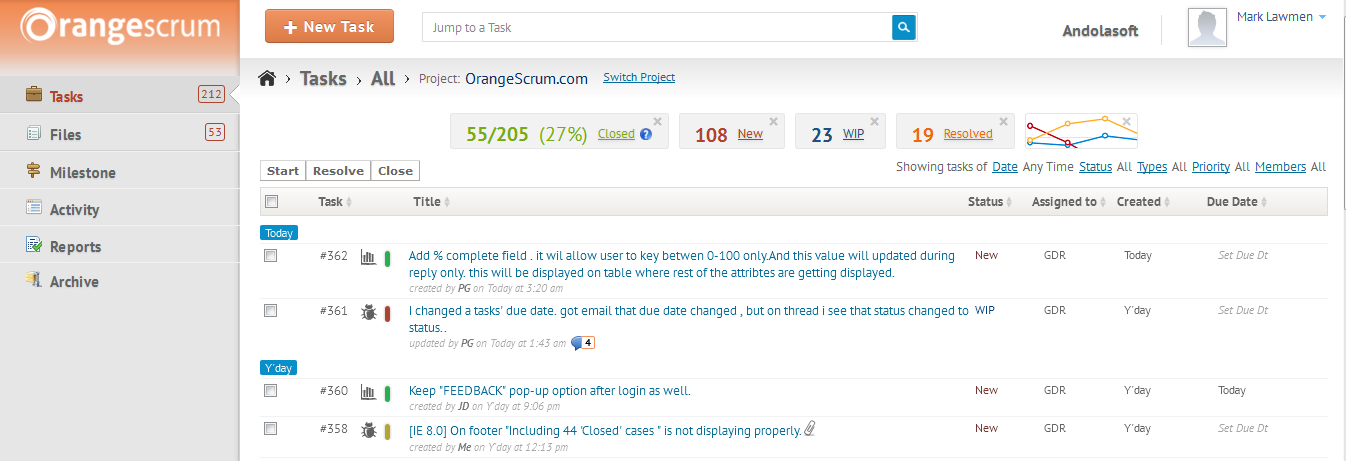 Orangescrum
+ New Task
Jump to a Task
Andolasoft
Mark Lawmen
Tasks 212
Files 53
Milestone
Activity
Reports
Archive
› Tasks › All › Project: OrangeScrum.com Switch Project
55/205 (27%) Closed ?
108 New
23 WIP
19 Resolved
Start Resolve Close
Showing tasks of Date Any Time Status All Types All Priority All Members All
Task Title Status Assigned to Created Due Date
Today
#362 Add % complete field . it wil allow user to key betwen 0-100 only.And this value will updated during New GDR Today Set Due Dt
reply only. this will be displayed on table where rest of the attribtes are getting displayed.
created by PG on Today at 3:20 am
#361 I changed a tasks' due date. got email that due date changed , but on thread i see that status changed to WIP GDR Y'day Set Due Dt
status..
updated by PG on Today at 1:43 am 4
Y'day
#360 Keep "FEEDBACK" pop-up option after login as well. New GDR Y'day Today
created by JD on Y'day at 9:06 pm
#358 [IE 8.0] On footer "Including 44 'Closed' cases " is not displaying properly. New GDR Y'day Set Due Dt
created by Me on Y'day at 12:13 pm